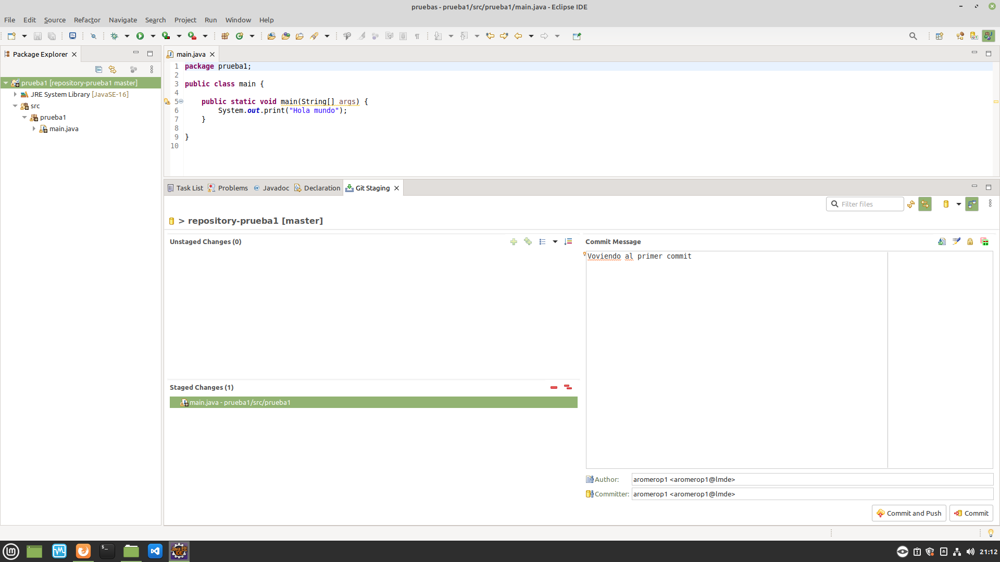 pruebas - prueba1/src/prueba1/main.java - Eclipse IDE
File Edit Source Refactor Navigate Search Project Run Window Help
Package Explorer
prueba1 [repository-prueba1 master]
JRE System Library [JavaSE-16]
src
prueba1
main.java
main.java
1 package prueba1;
2
3 public class main {
4
5 public static void main(String[] args) {
6 System.out.print("Hola mundo");
7 }
8
9 }
10
Task List Problems @ Javadoc Declaration Git Staging
Filter files
> repository-prueba1 [master]
Unstaged Changes (0)
Staged Changes (1)
main.java - prueba1/src/prueba1
Commit Message
Voviendo al primer commit
Author: aromerop1 <aromerop1@lmde>
Committer: aromerop1 <aromerop1@lmde>
Commit and Push Commit
Java EE
IDE
21:12